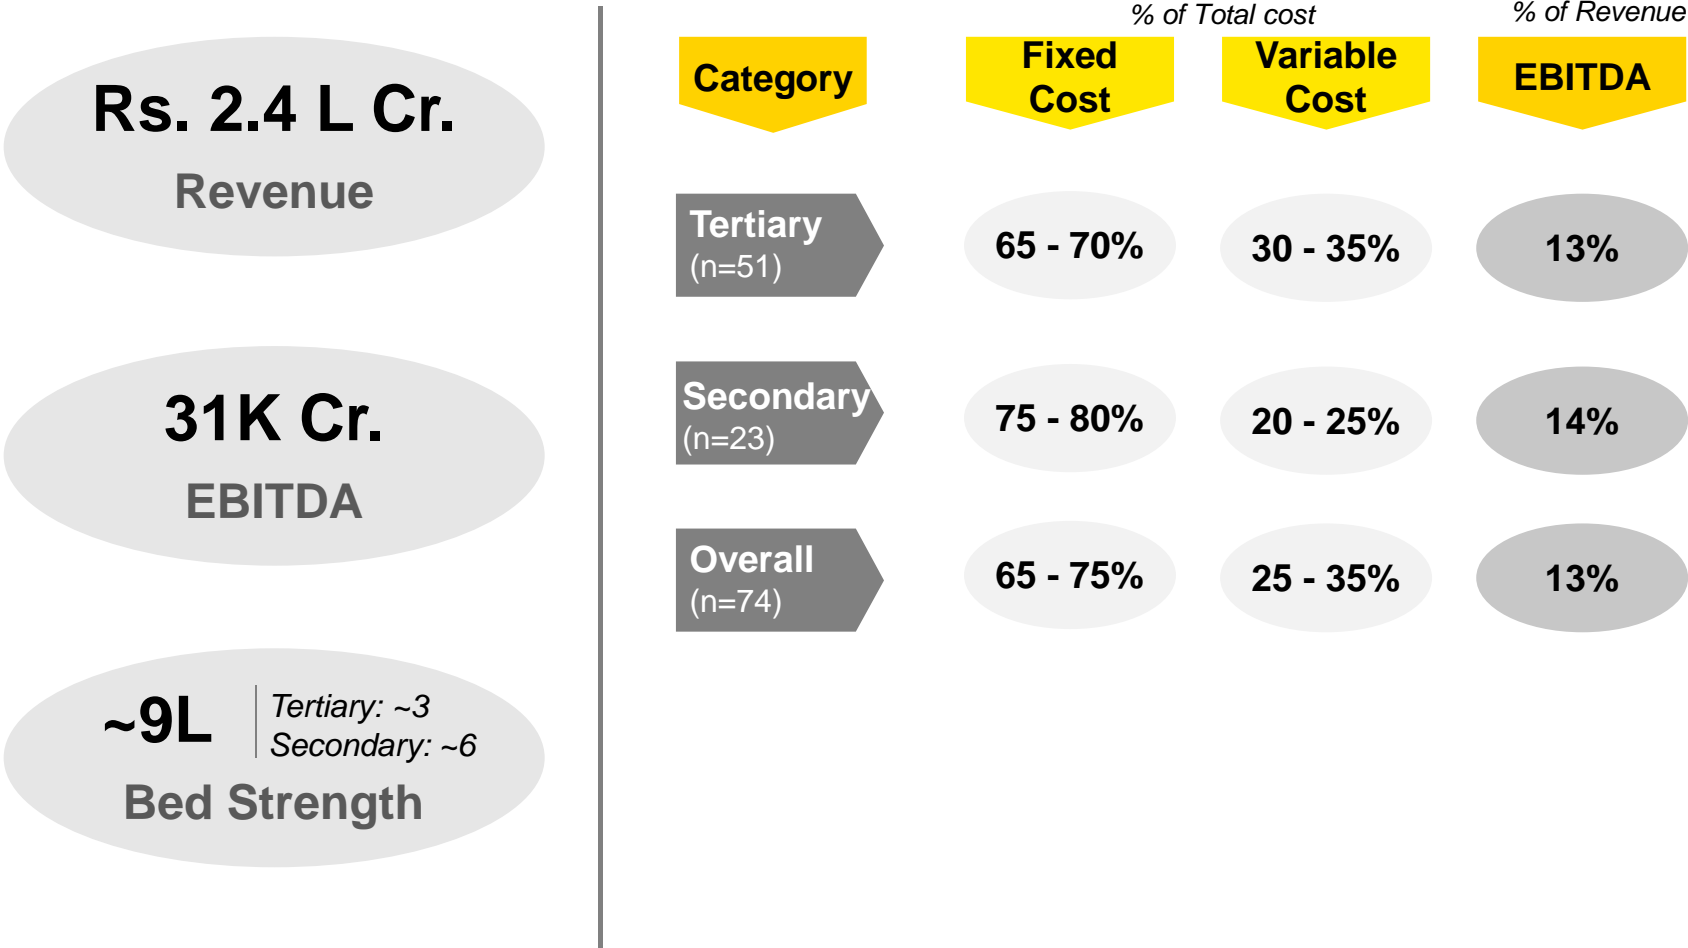 Rs. 2.4 L Cr.
Revenue
31K Cr.
EBITDA
~9L
Tertiary: ~3
Secondary: ~6
Bed Strength
% of Total cost
% of Revenue
Category
Fixed
Cost
Variable
Cost
EBITDA
Tertiary
(n=51)
65 - 70%
30 - 35%
13%
Secondary
(n=23)
75 - 80%
20 - 25%
14%
Overall
(n=74)
65 - 75%
25 - 35%
13%